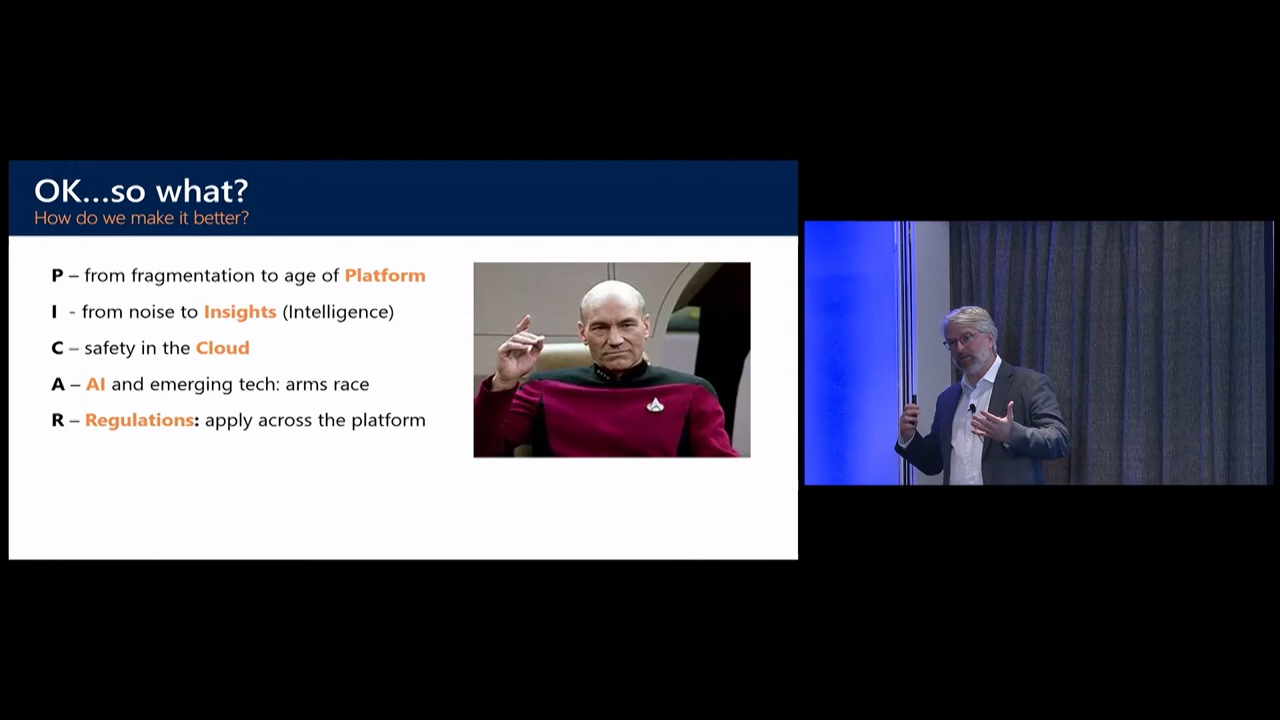 OK...so what?
How do we make it better?
P – from fragmentation to age of Platform
I - from noise to Insights (Intelligence)
C – safety in the Cloud
A – AI and emerging tech: arms race
R – Regulations: apply across the platform